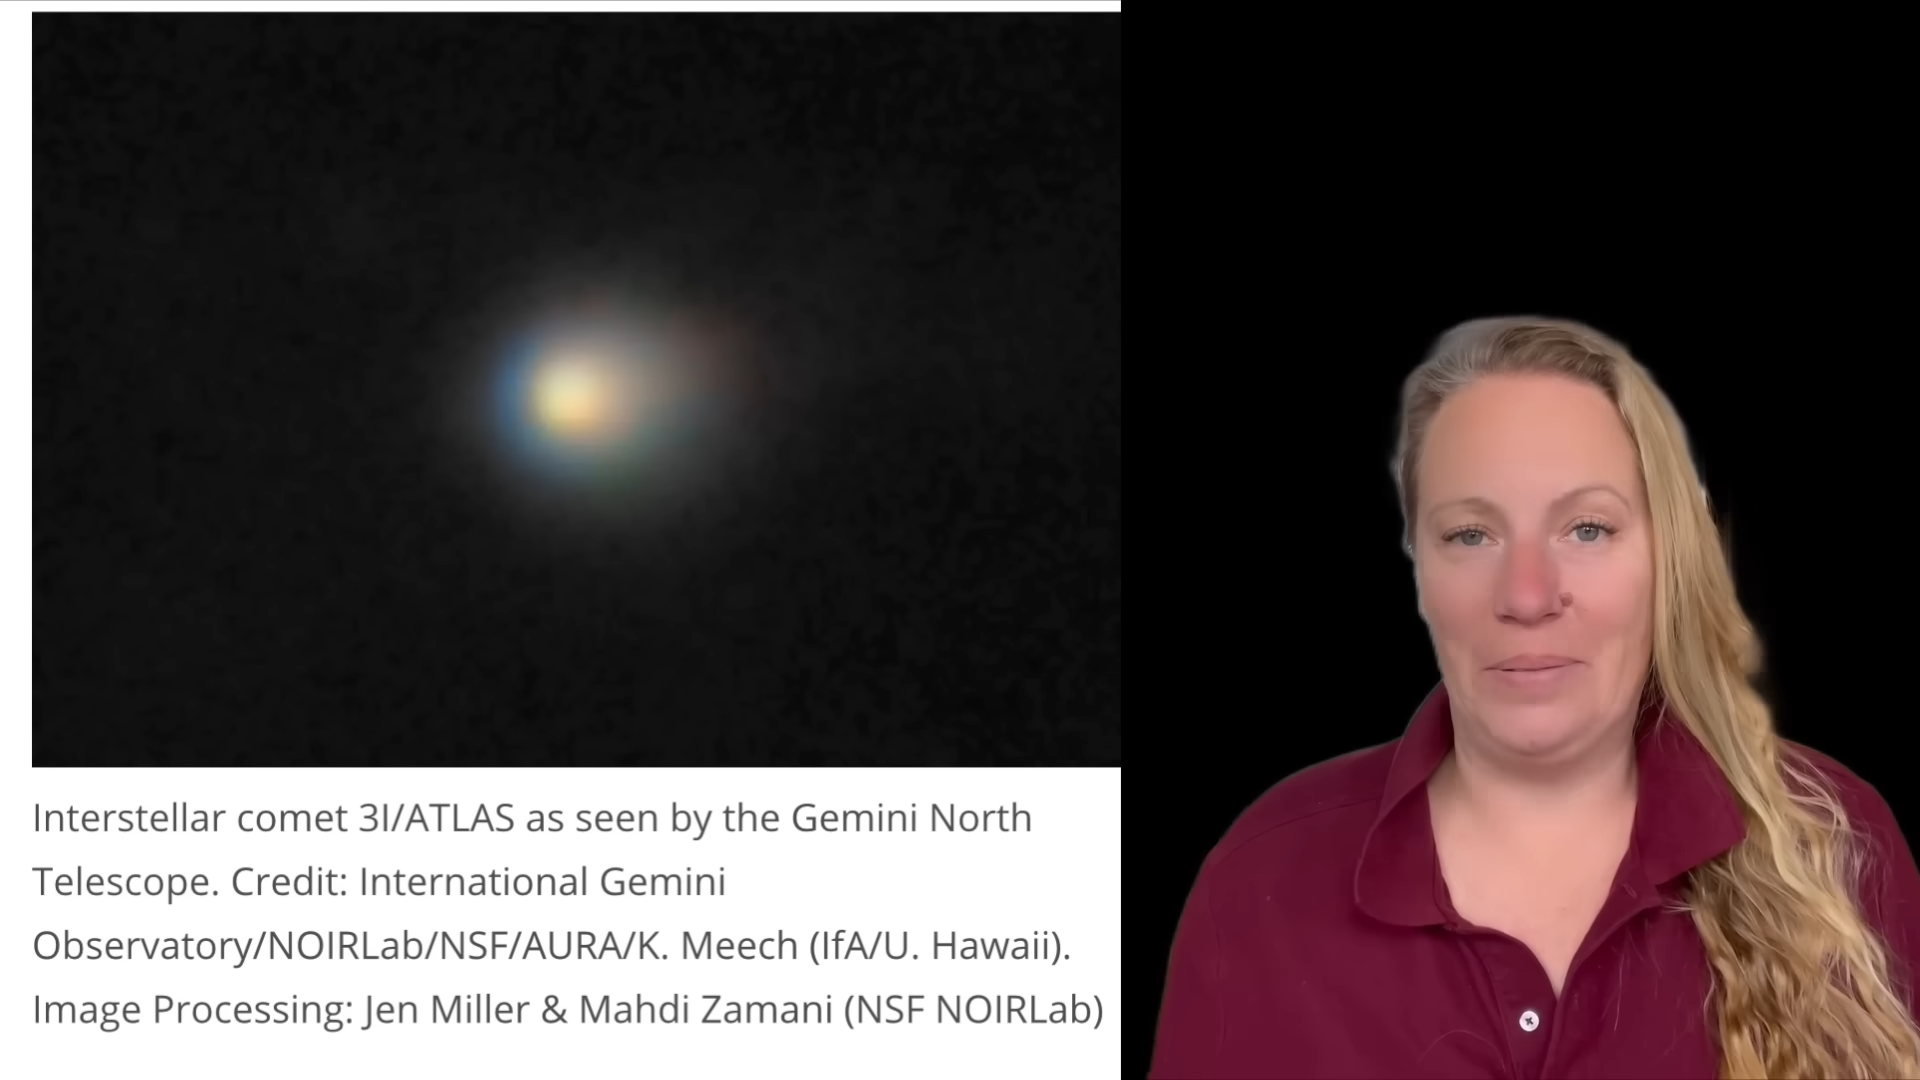 Interstellar comet 3I/ATLAS as seen by the Gemini North
Telescope. Credit: International Gemini
Observatory/NOIRLab/NSF/AURA/K. Meech (IfA/U. Hawaii).
Image Processing: Jen Miller & Mahdi Zamani (NSF NOIRLab)